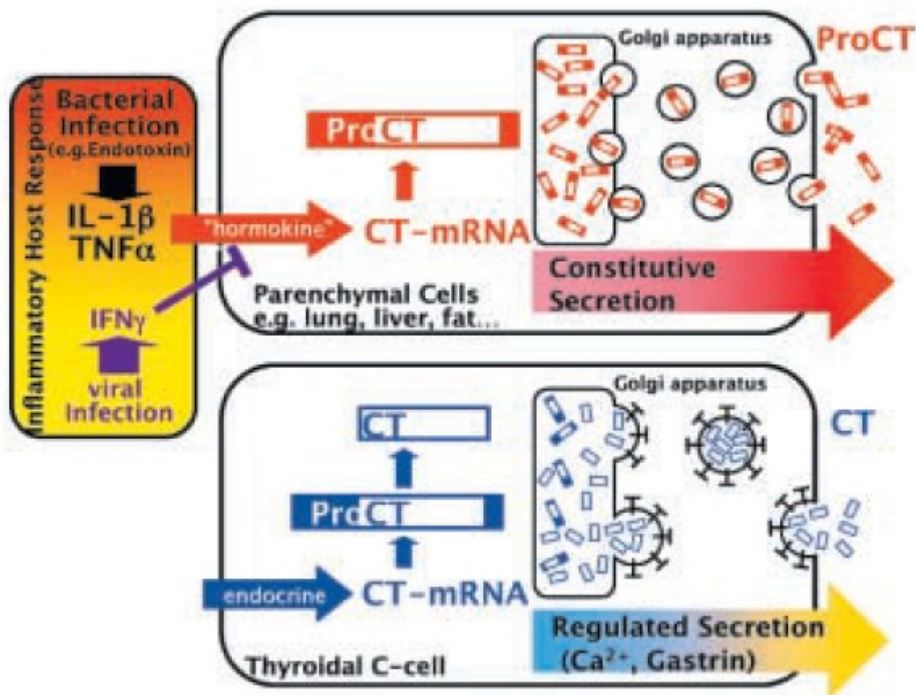 Inflammatory Host Response
Bacterial
Infection
(e.g.Endotoxin)
IL-1β
TNFα
IFNγ
viral
Infection
"hormokine"
ProCT
CT-mRNA
Parenchymal Cells
e.g. lung, liver, fat...
Golgi apparatus
ProCT
Constitutive
Secretion
endocrine
CT
ProCT
CT-mRNA
Thyroidal C-cell
Golgi apparatus
CT
Regulated Secretion
(Ca²⁺, Gastrin)